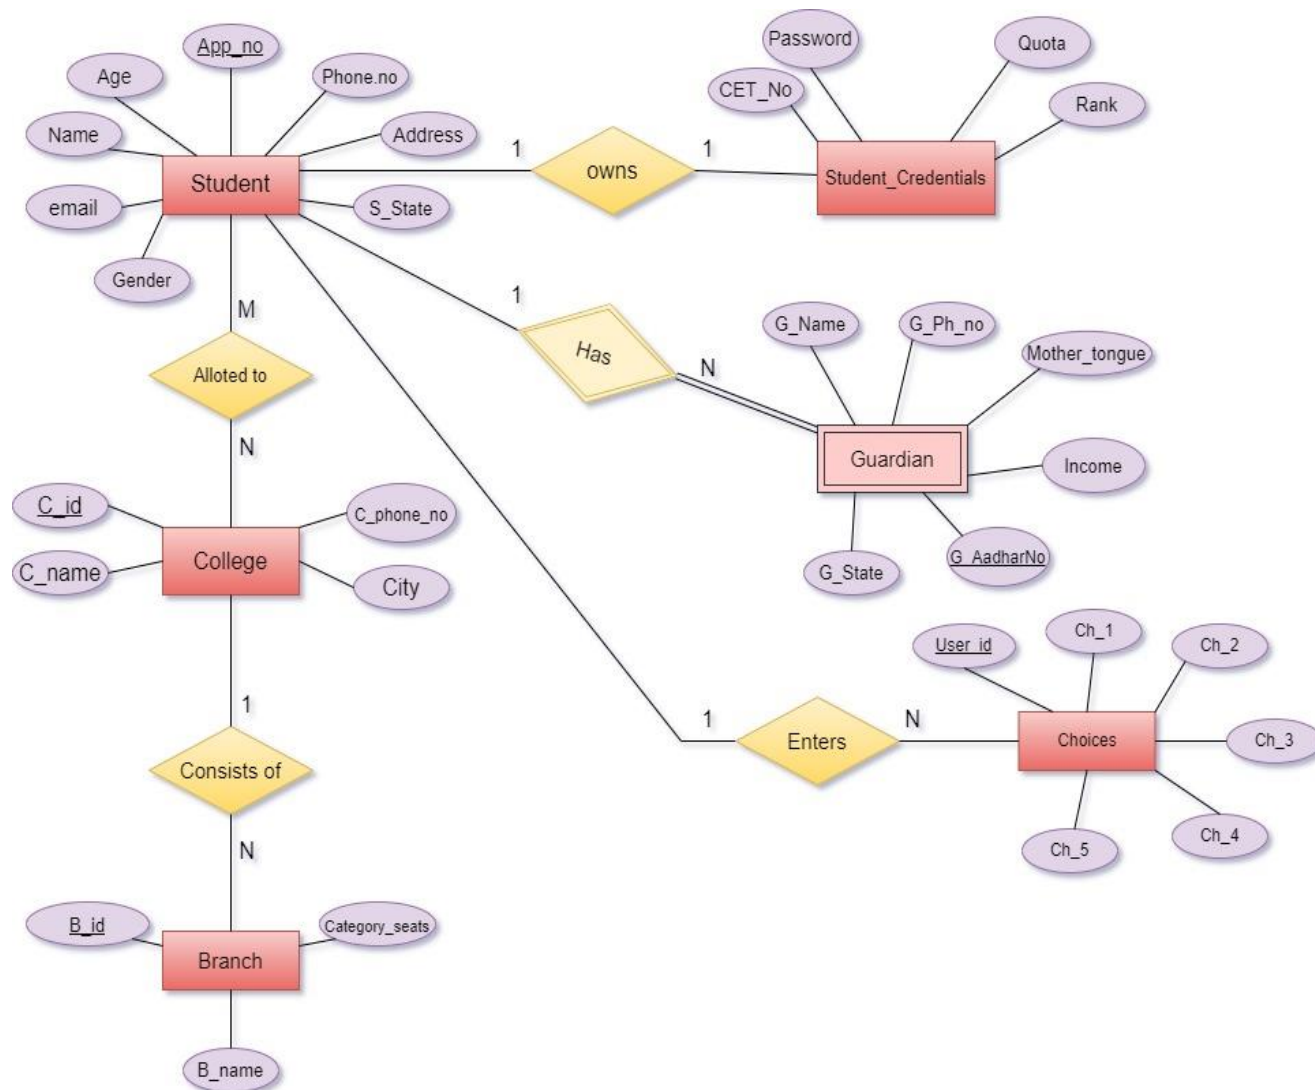 App_no
Age
Phone.no
Name
Address
Student
email
S_State
Gender
1
owns
1
Password
Quota
CET_No
Rank
Student_Credentials
M
Alloted to
N
1
Has
N
G_Name
G_Ph_no
Mother_tongue
Guardian
Income
G_State
G_AadharNo
C_id
C_phone_no
C_name
College
City
1
Enters
N
User_id
Ch_1
Ch_2
Choices
Ch_3
Ch_5
Ch_4
1
Consists of
N
B_id
Category_seats
Branch
B_name